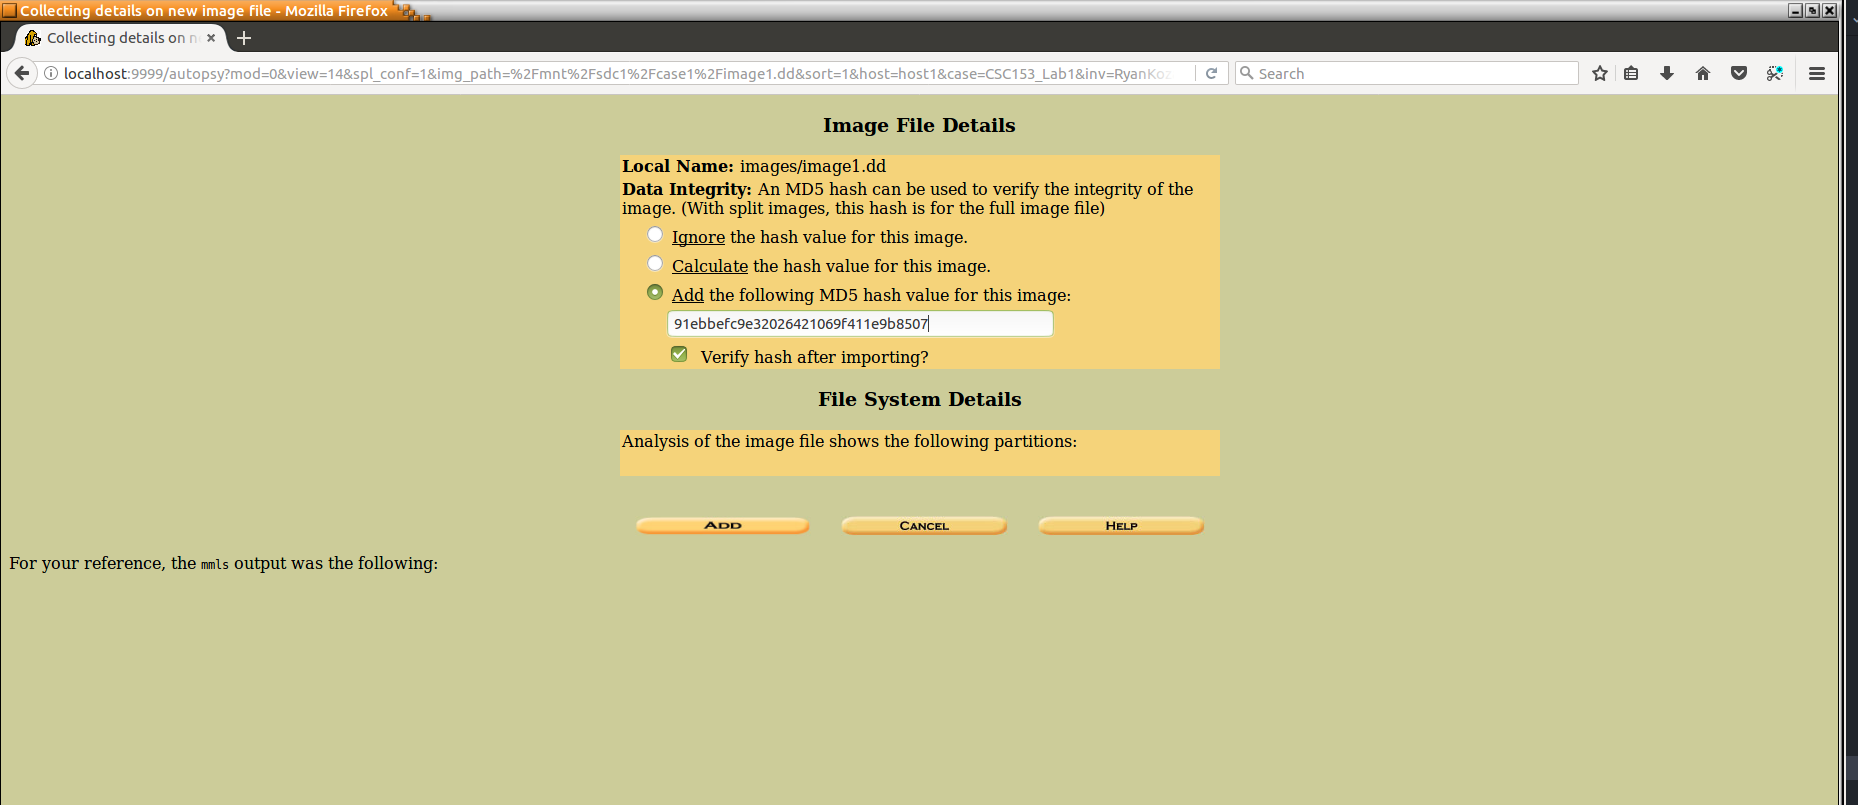 Collecting details on new image file - Mozilla Firefox
Collecting details on n
localhost:9999/autopsy?mod=0&view=14&spl_conf=1&img_path=%2Fmnt%2Fsdc1%2Fcase1%2Fimage1.dd&sort=1&host=host1&case=CSC153_Lab1&inv=RyanKoz
Search
Image File Details
Local Name: images/image1.dd
Data Integrity: An MD5 hash can be used to verify the integrity of the
image. (With split images, this hash is for the full image file)
Ignore the hash value for this image.
Calculate the hash value for this image.
Add the following MD5 hash value for this image:
91ebbefc9e32026421069f411e9b8507
Verify hash after importing?
File System Details
Analysis of the image file shows the following partitions:
ADD CANCEL HELP
For your reference, the mmls output was the following: